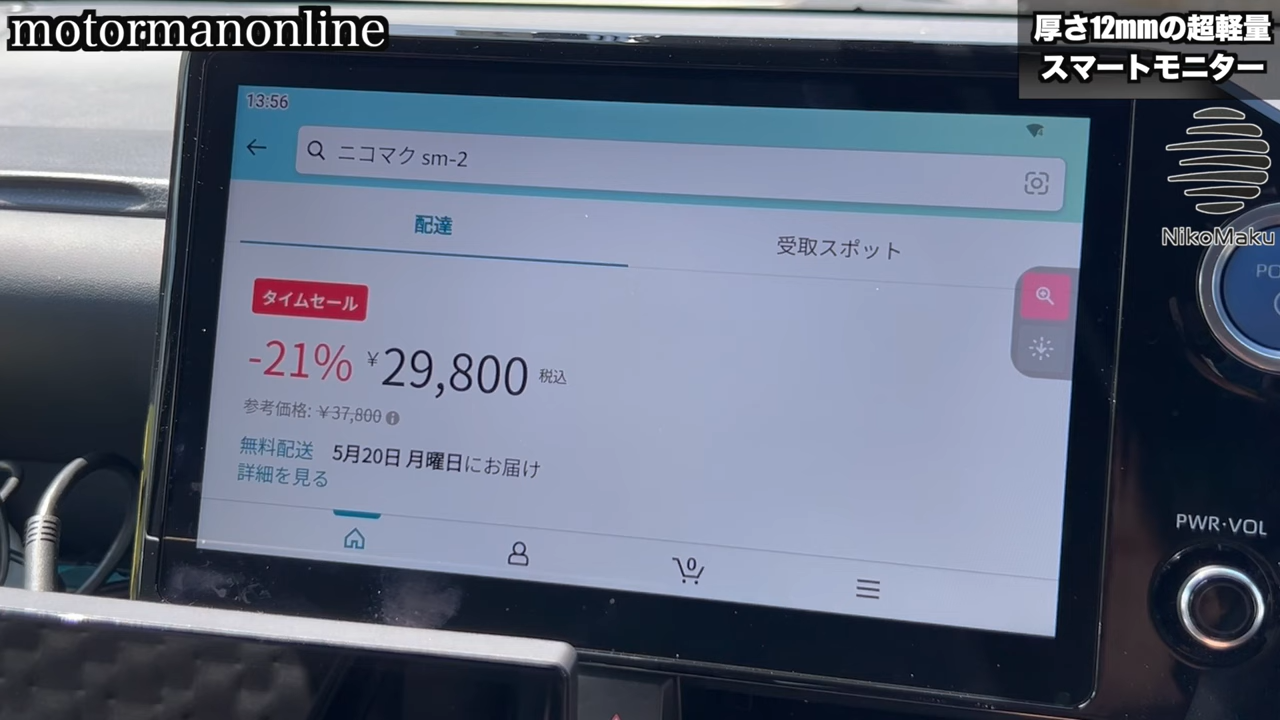 motormanonline
厚さ12mmの超軽量
スマートモニター
NikoMaku
13:56
ニコマク sm-2
配達
受取スポット
タイムセール
-21% ¥29,800 税込
参考価格: ¥37,800
無料配送 5月20日 月曜日にお届け
詳細を見る
0
PWR·VOL